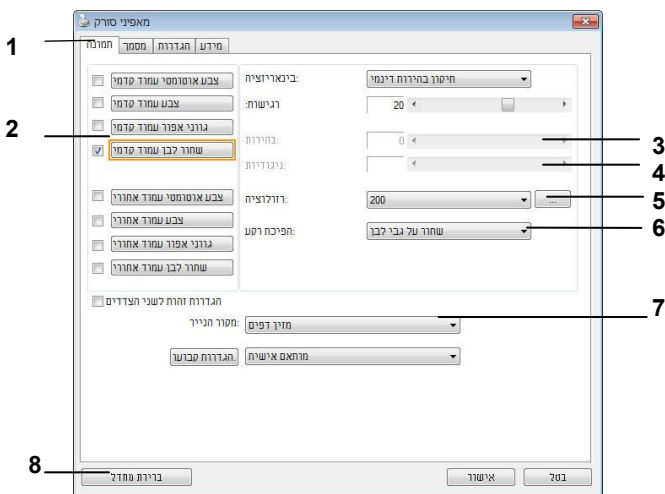 מאפיני סורק
1
תמונה
מסמך
הגדרות
מידע
2
צבע אוטומטי עמוד קדמי
צבע עמוד קדמי
גווני אפור עמוד קדמי
שחור לבן עמוד קדמי
צבע אוטומטי עמוד אחורי
צבע עמוד אחורי
גווני אפור עמוד אחורי
שחור לבן עמוד אחורי
בינאריזציה:
תיקון בהירות דינמי
רגישות:
20
בהירות:
0
3
ניגודיות:
4
רזולוציה:
200
...
5
הפיכת רקע:
שחור על גבי לבן
6
הגדרות זהות לשני הצדדים
מקור הנייר:
מזין דפים
7
הגדרות קבוער.
מותאם אישית
8
ברירת מחדל
אישור
בטל